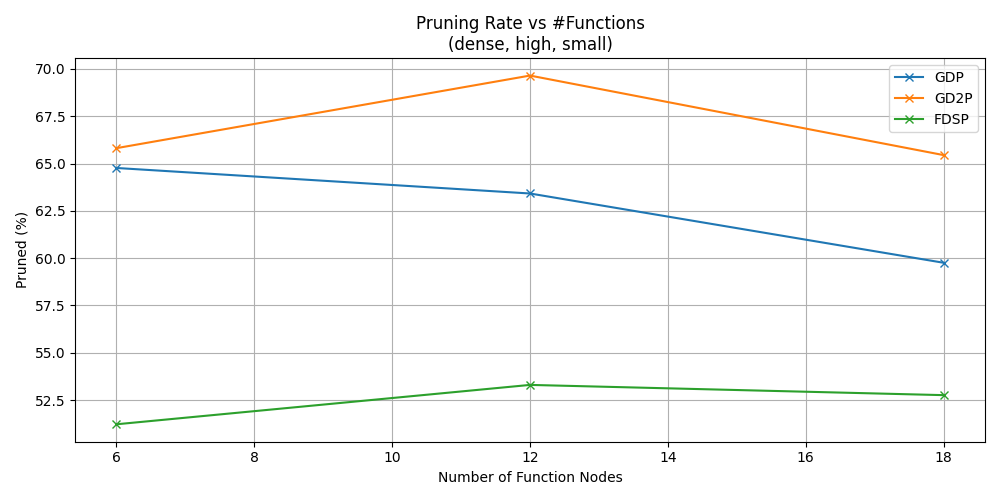 Pruning Rate vs #Functions
(dense, high, small)
GDP
GD2P
FDSP
70.0
67.5
65.0
62.5
60.0
57.5
55.0
52.5
Pruned (%)
6
8
10
12
14
16
18
Number of Function Nodes